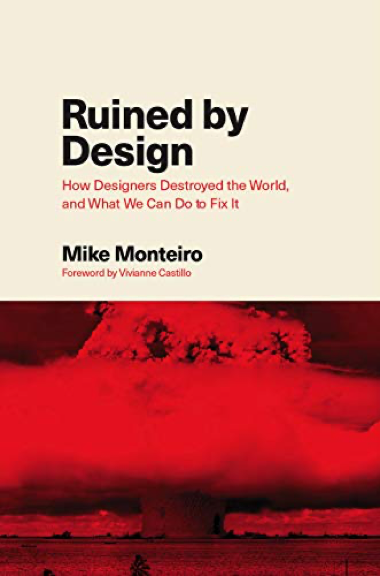 Ruined by
Design
How Designers Destroyed the World,
and What We Can Do to Fix It
Mike Monteiro
Foreword by Vivianne Castillo